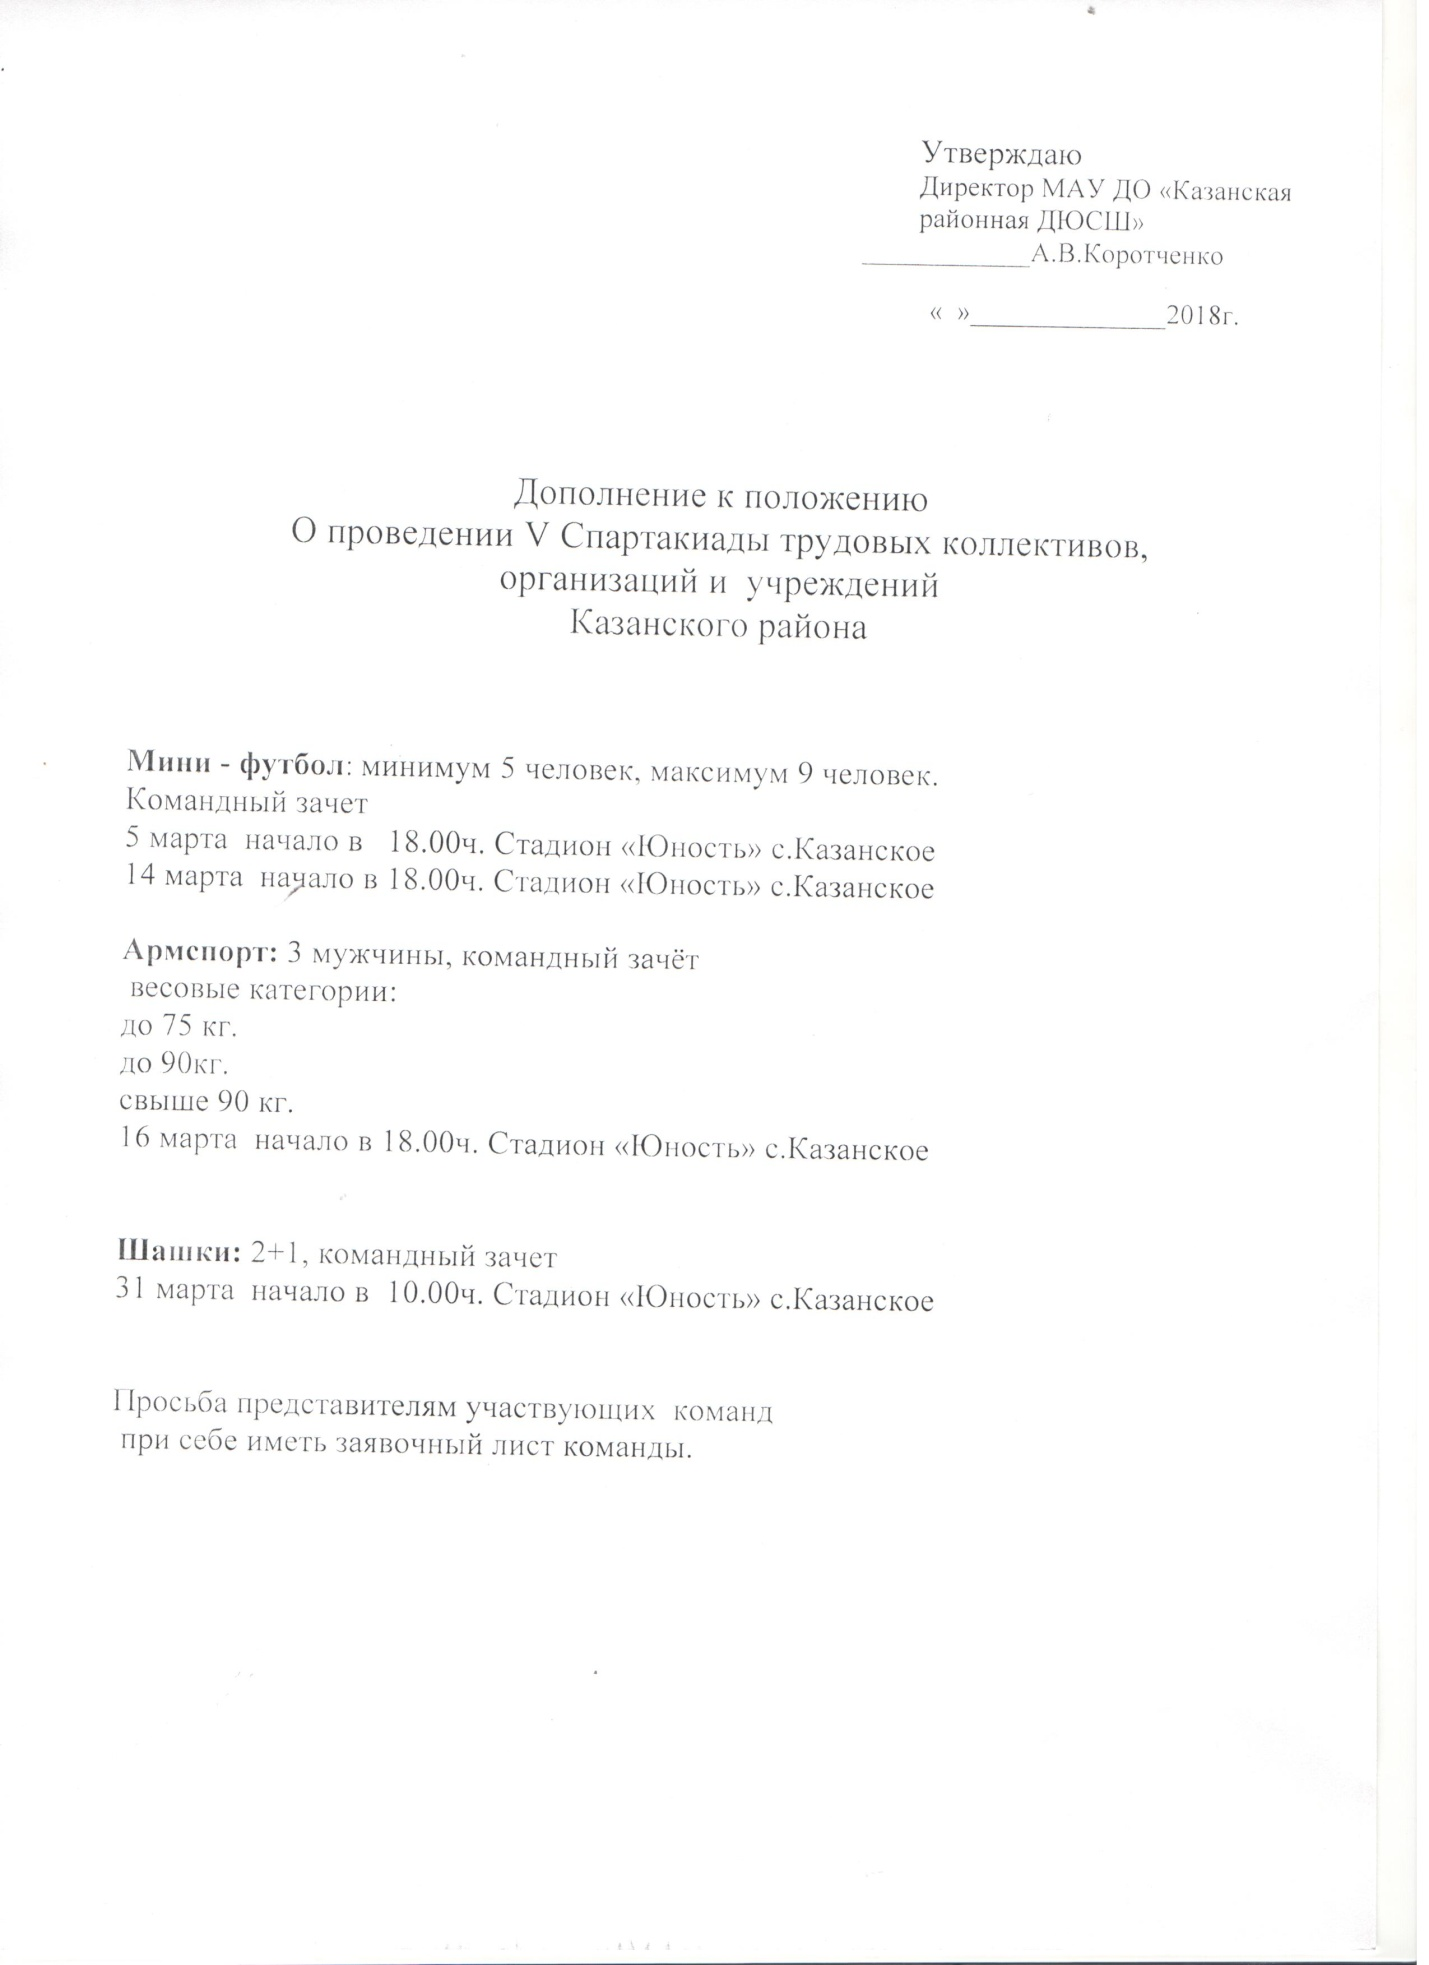 Утверждаю
Директор МАУ ДО «Казанская
районная ДЮСШ»
____________А.В.Коротченко
« »______________2018г.
Дополнение к положению
О проведении V Спартакиады трудовых коллективов,
организаций и учреждений
Казанского района
Мини - футбол: минимум 5 человек, максимум 9 человек.
Командный зачет
5 марта начало в 18.00ч. Стадион «Юность» с.Казанское
14 марта начало в 18.00ч. Стадион «Юность» с.Казанское
Армспорт: 3 мужчины, командный зачёт
весовые категории:
до 75 кг.
до 90кг.
свыше 90 кг.
16 марта начало в 18.00ч. Стадион «Юность» с.Казанское
Шашки: 2+1, командный зачет
31 марта начало в 10.00ч. Стадион «Юность» с.Казанское
Просьба представителям участвующих команд
при себе иметь заявочный лист команды.